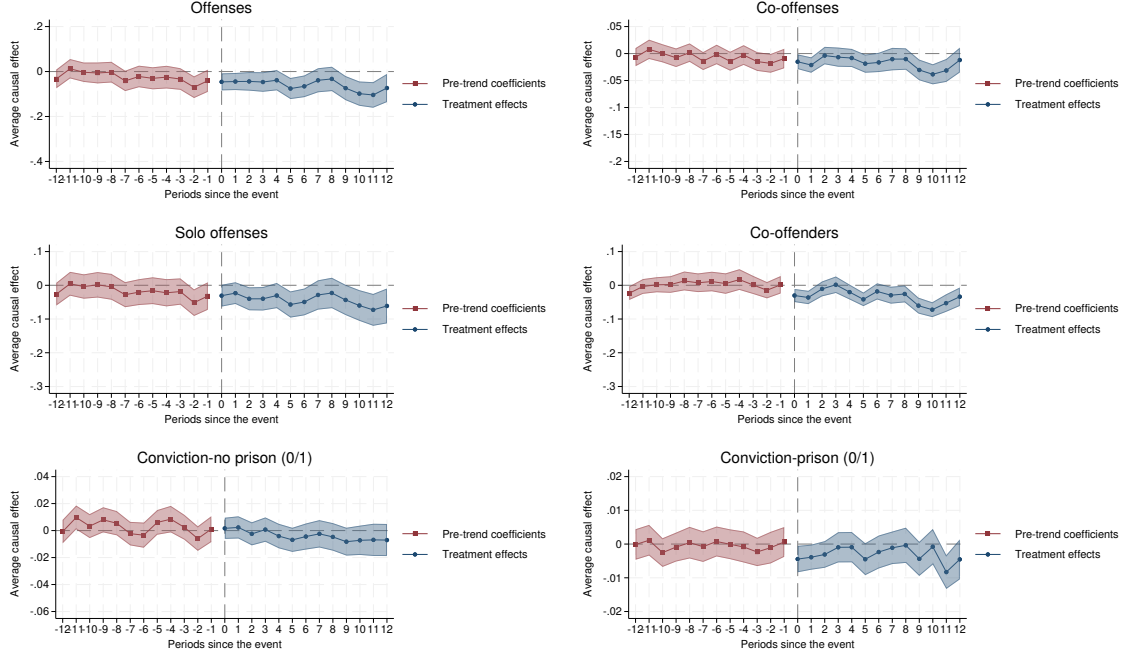 Offenses
.2
0
-.2
-.4
Average causal effect
-12-11-10 -9 -8 -7 -6 -5 -4 -3 -2 -1 0 1 2 3 4 5 6 7 8 9 10 11 12
Periods since the event
Pre-trend coefficients
Treatment effects
Co-offenses
.05
0
-.05
-.1
-.15
-.2
Average causal effect
-12-11-10 -9 -8 -7 -6 -5 -4 -3 -2 -1 0 1 2 3 4 5 6 7 8 9 10 11 12
Periods since the event
Pre-trend coefficients
Treatment effects
Solo offenses
.1
0
-.1
-.2
-.3
Average causal effect
-12-11-10 -9 -8 -7 -6 -5 -4 -3 -2 -1 0 1 2 3 4 5 6 7 8 9 10 11 12
Periods since the event
Pre-trend coefficients
Treatment effects
Co-offenders
.1
0
-.1
-.2
-.3
Average causal effect
-12-11-10 -9 -8 -7 -6 -5 -4 -3 -2 -1 0 1 2 3 4 5 6 7 8 9 10 11 12
Periods since the event
Pre-trend coefficients
Treatment effects
Conviction-no prison (0/1)
.04
.02
0
-.02
-.04
-.06
Average causal effect
-12-11-10 -9 -8 -7 -6 -5 -4 -3 -2 -1 0 1 2 3 4 5 6 7 8 9 10 11 12
Periods since the event
Pre-trend coefficients
Treatment effects
Conviction-prison (0/1)
.02
.01
0
-.01
-.02
Average causal effect
-12-11-10 -9 -8 -7 -6 -5 -4 -3 -2 -1 0 1 2 3 4 5 6 7 8 9 10 11 12
Periods since the event
Pre-trend coefficients
Treatment effects